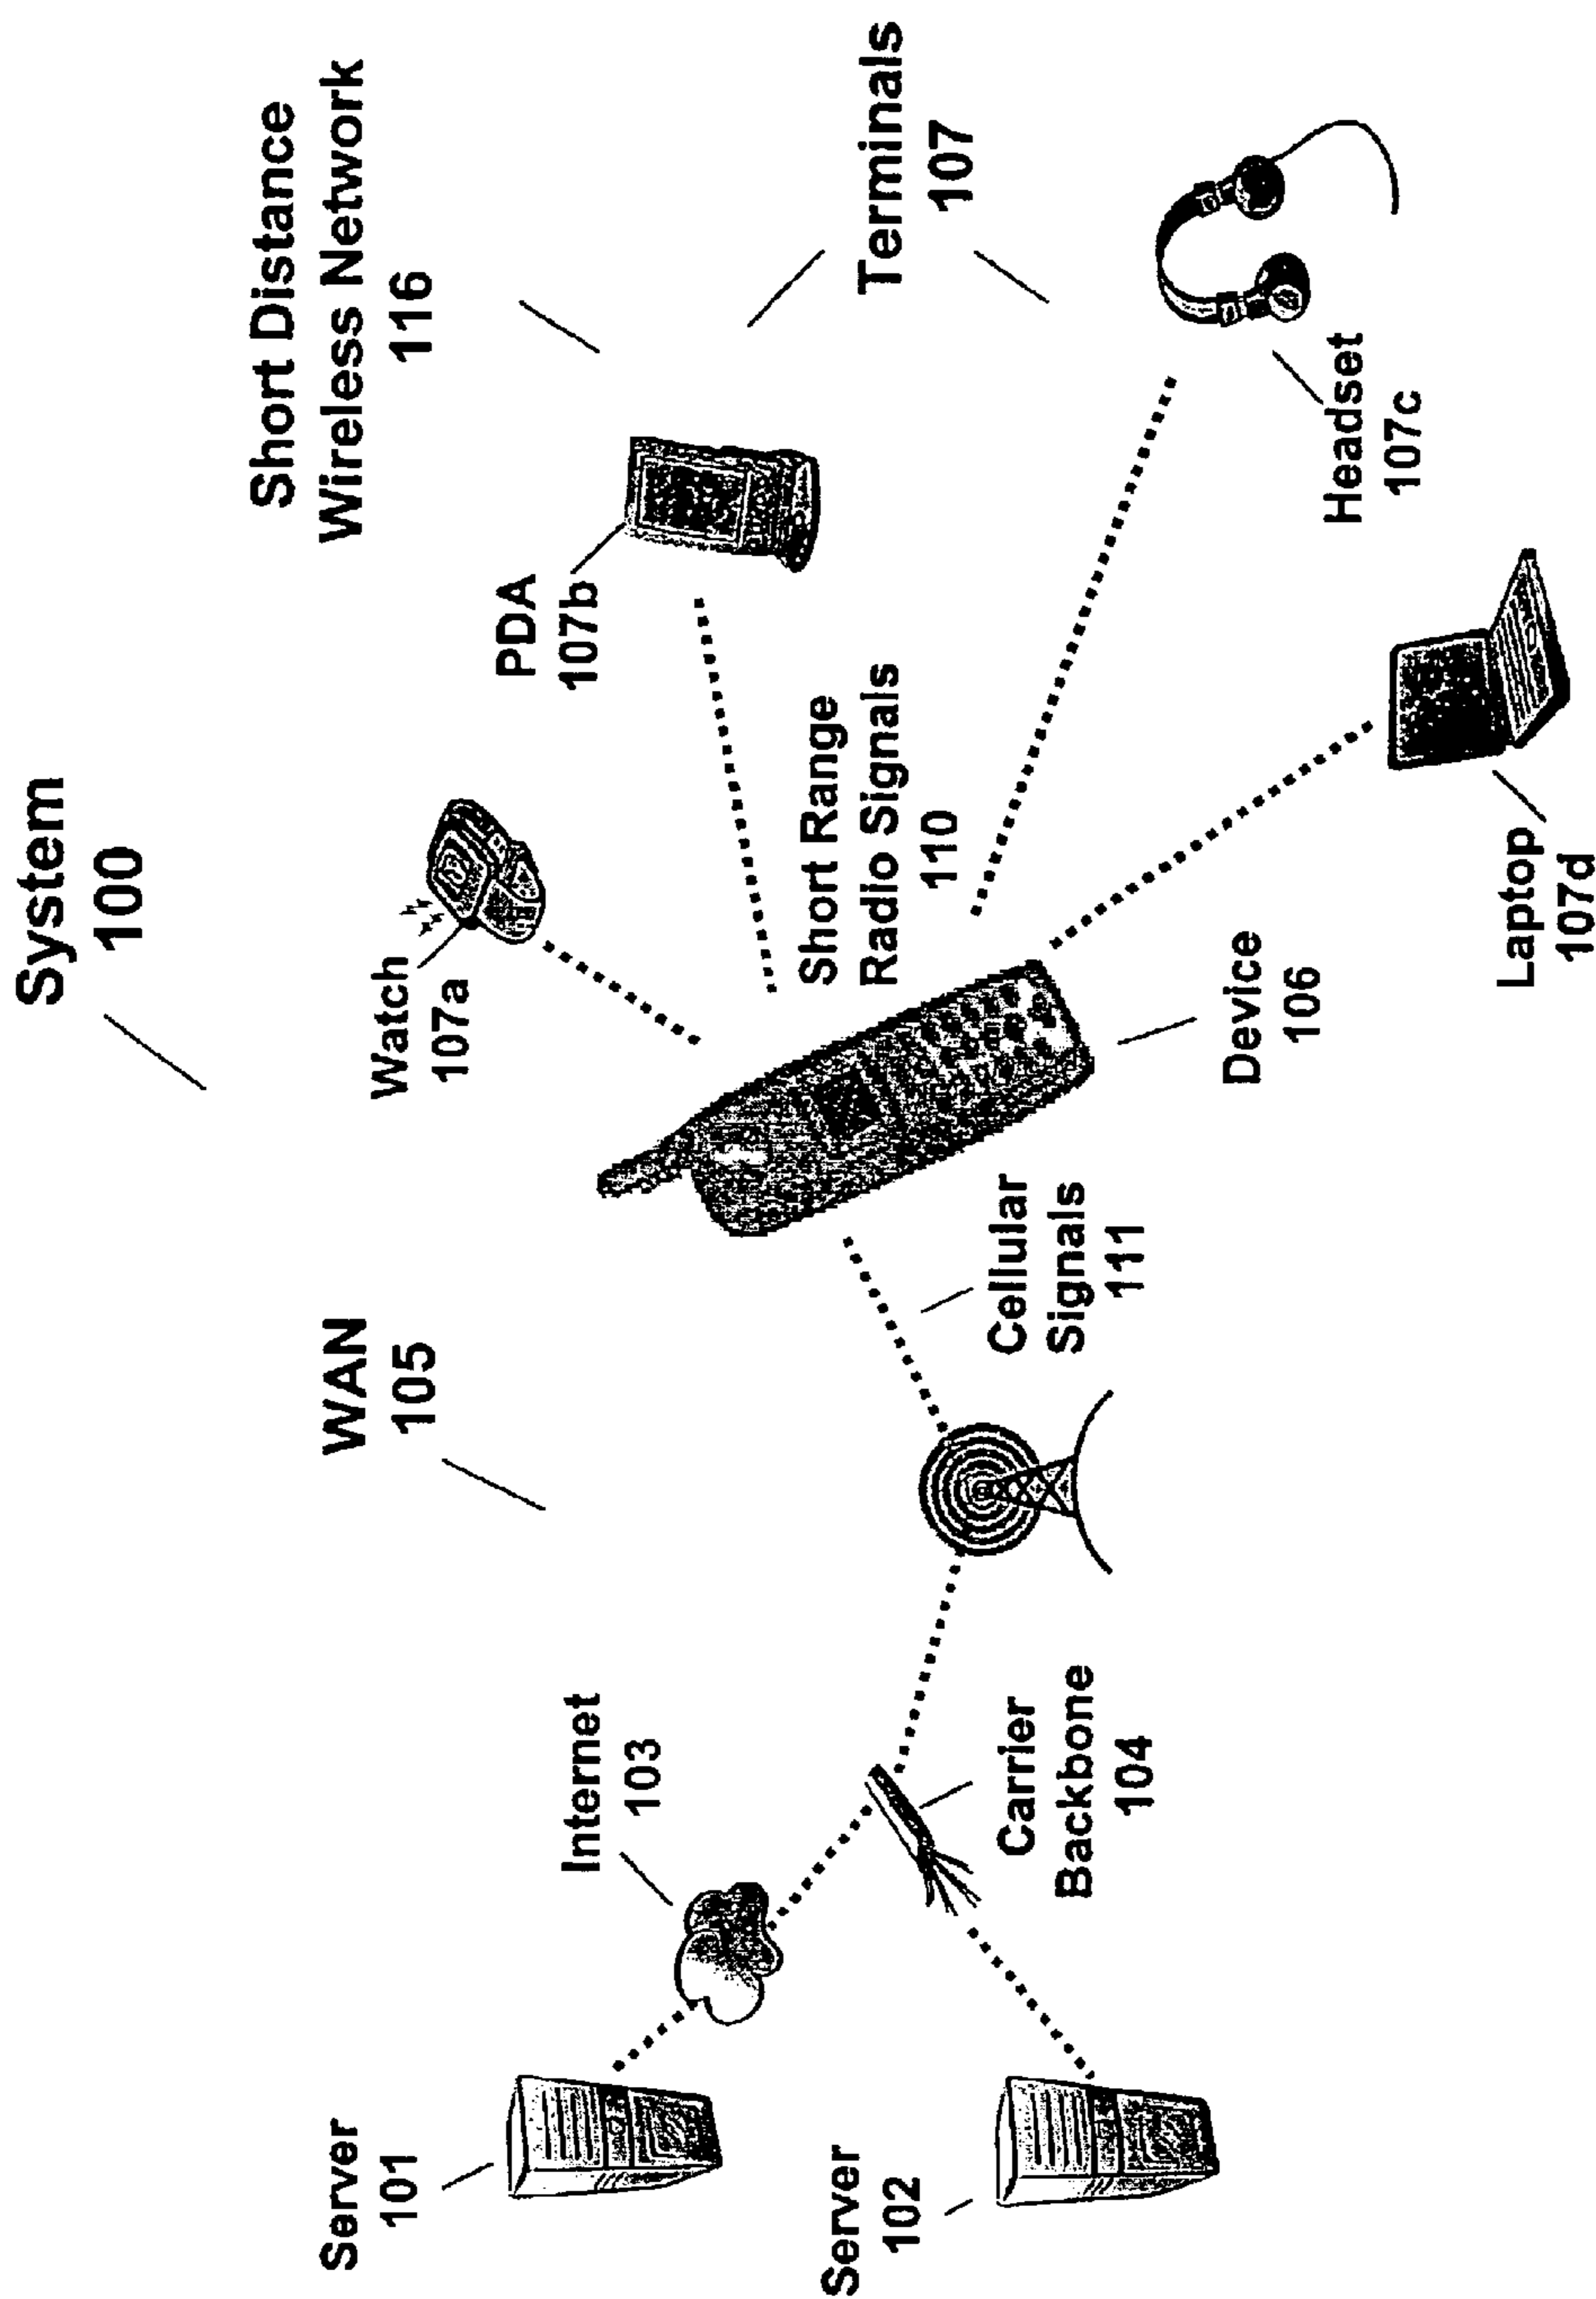 System
100
Short Distance
Wireless Network
116
WAN
105
Watch
107a
PDA
107b
Terminals
107
Server
101
Internet
103
Short Range
Radio Signals
110
Cellular
Signals
111
Server
102
Carrier
Backbone
104
Device
106
Headset
107c
Laptop
107d